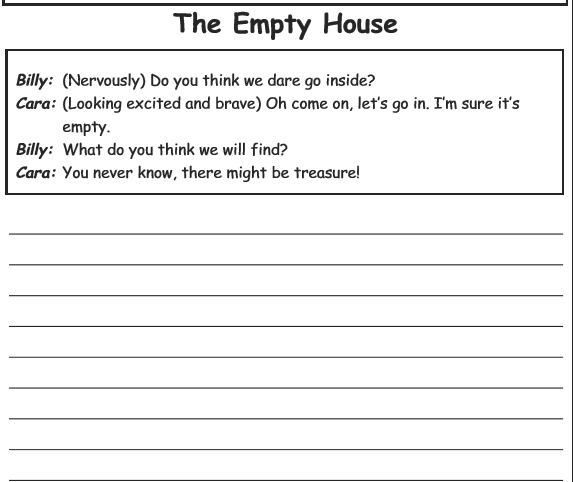 The Empty House
Billy: (Nervously) Do you think we dare go inside?
Cara: (Looking excited and brave) Oh come on, let's go in. I'm sure it's
empty.
Billy: What do you think we will find?
Cara: You never know, there might be treasure!